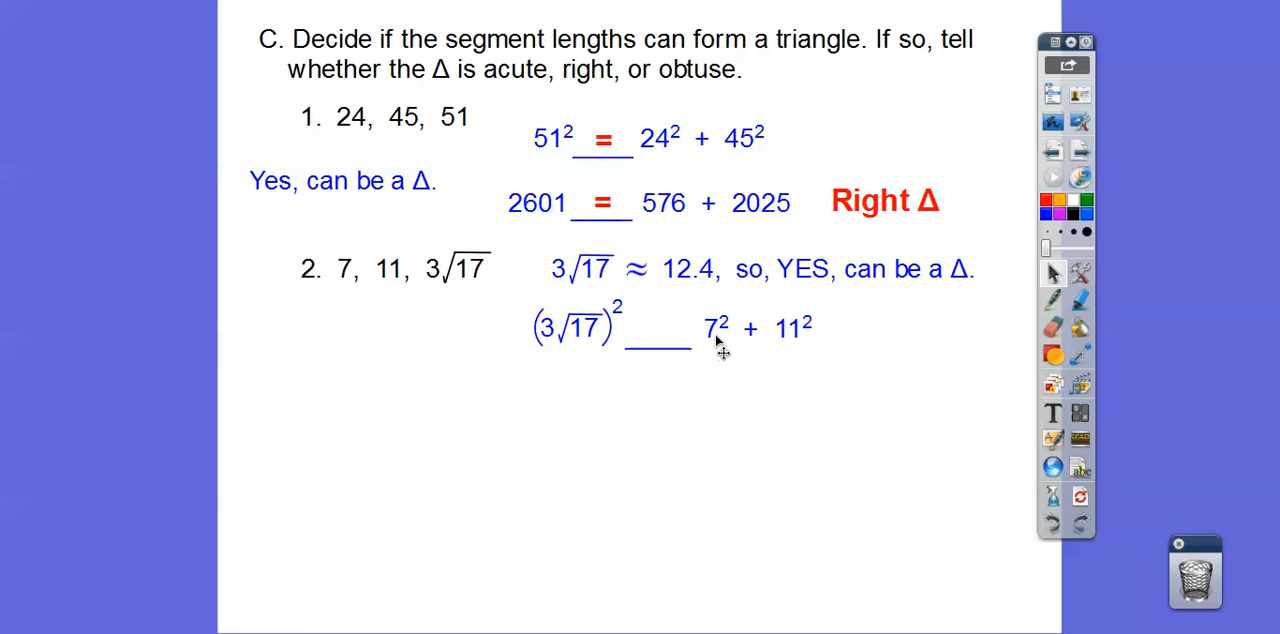 C. Decide if the segment lengths can form a triangle. If so, tell
whether the Δ is acute, right, or obtuse.
1. 24, 45, 51
51² = 24² + 45²
Yes, can be a Δ.
2601 = 576 + 2025 Right Δ
2. 7, 11, 3√17 3√17 ≈ 12.4, so, YES, can be a Δ.
(3√17)² ____ 7² + 11²